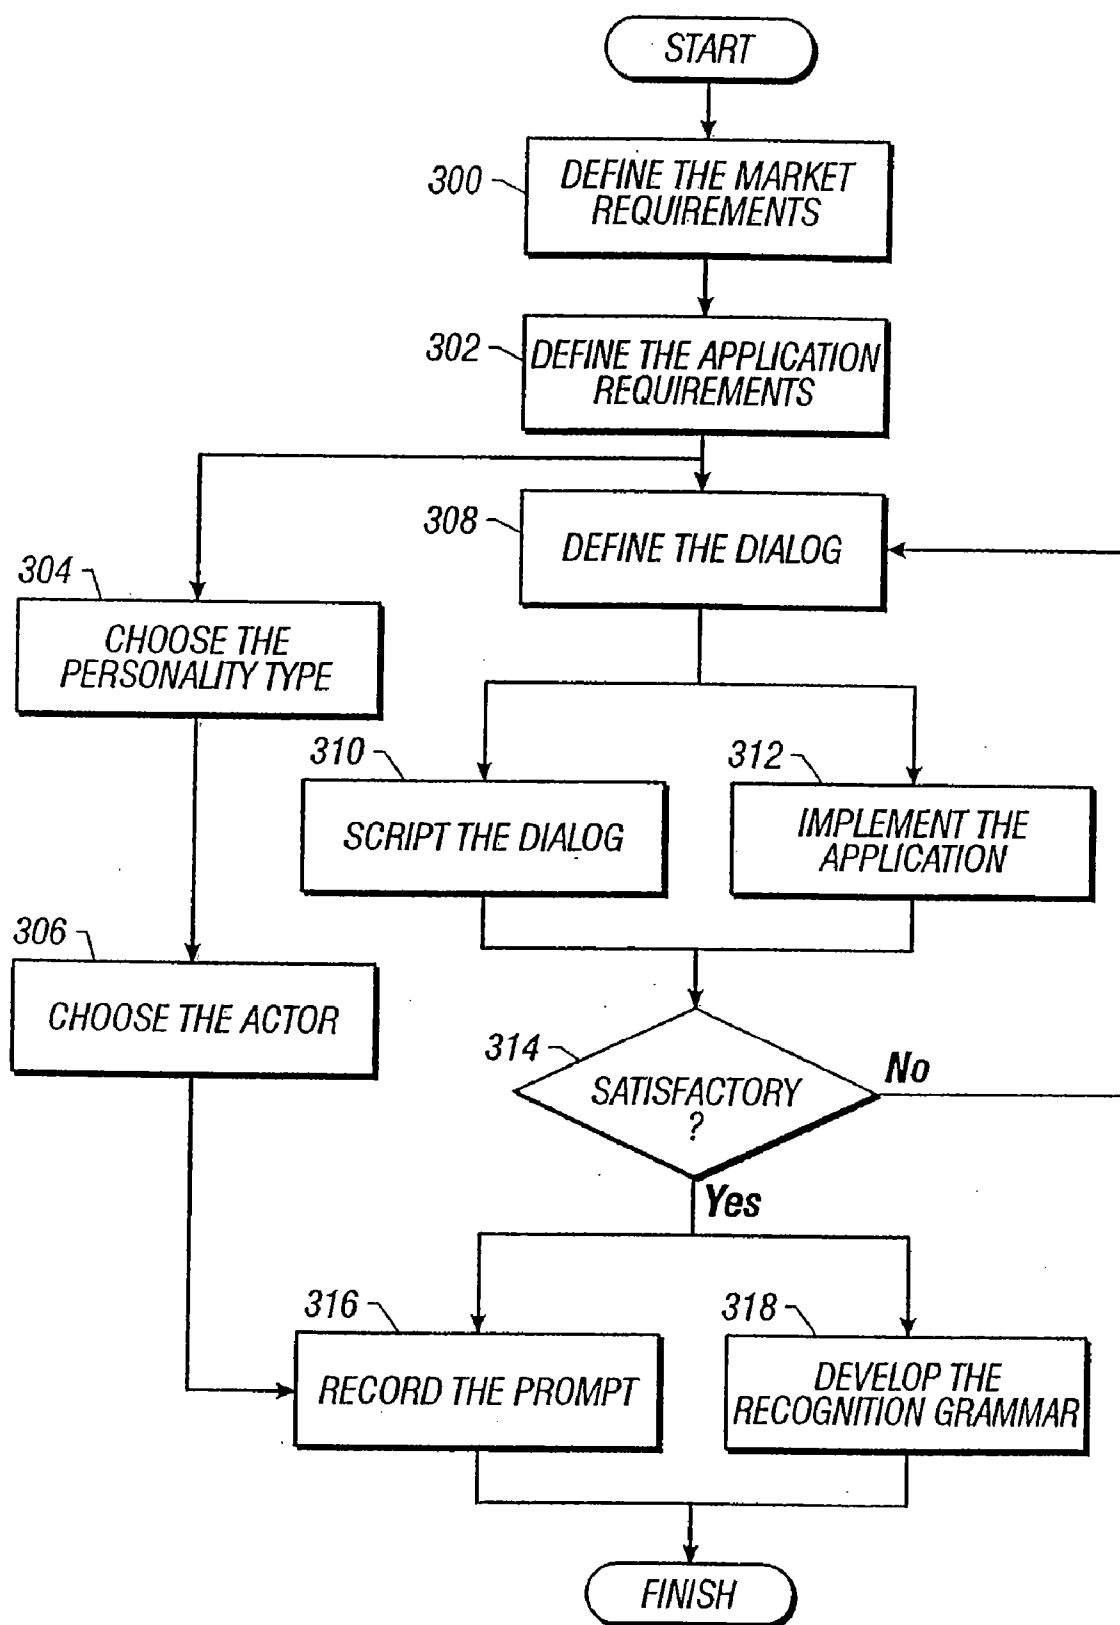 START
300
DEFINE THE MARKET
REQUIREMENTS
302
DEFINE THE APPLICATION
REQUIREMENTS
308
DEFINE THE DIALOG
304
CHOOSE THE
PERSONALITY TYPE
310
SCRIPT THE DIALOG
312
IMPLEMENT THE
APPLICATION
306
CHOOSE THE ACTOR
314
SATISFACTORY
?
No
Yes
316
RECORD THE PROMPT
318
DEVELOP THE
RECOGNITION GRAMMAR
FINISH